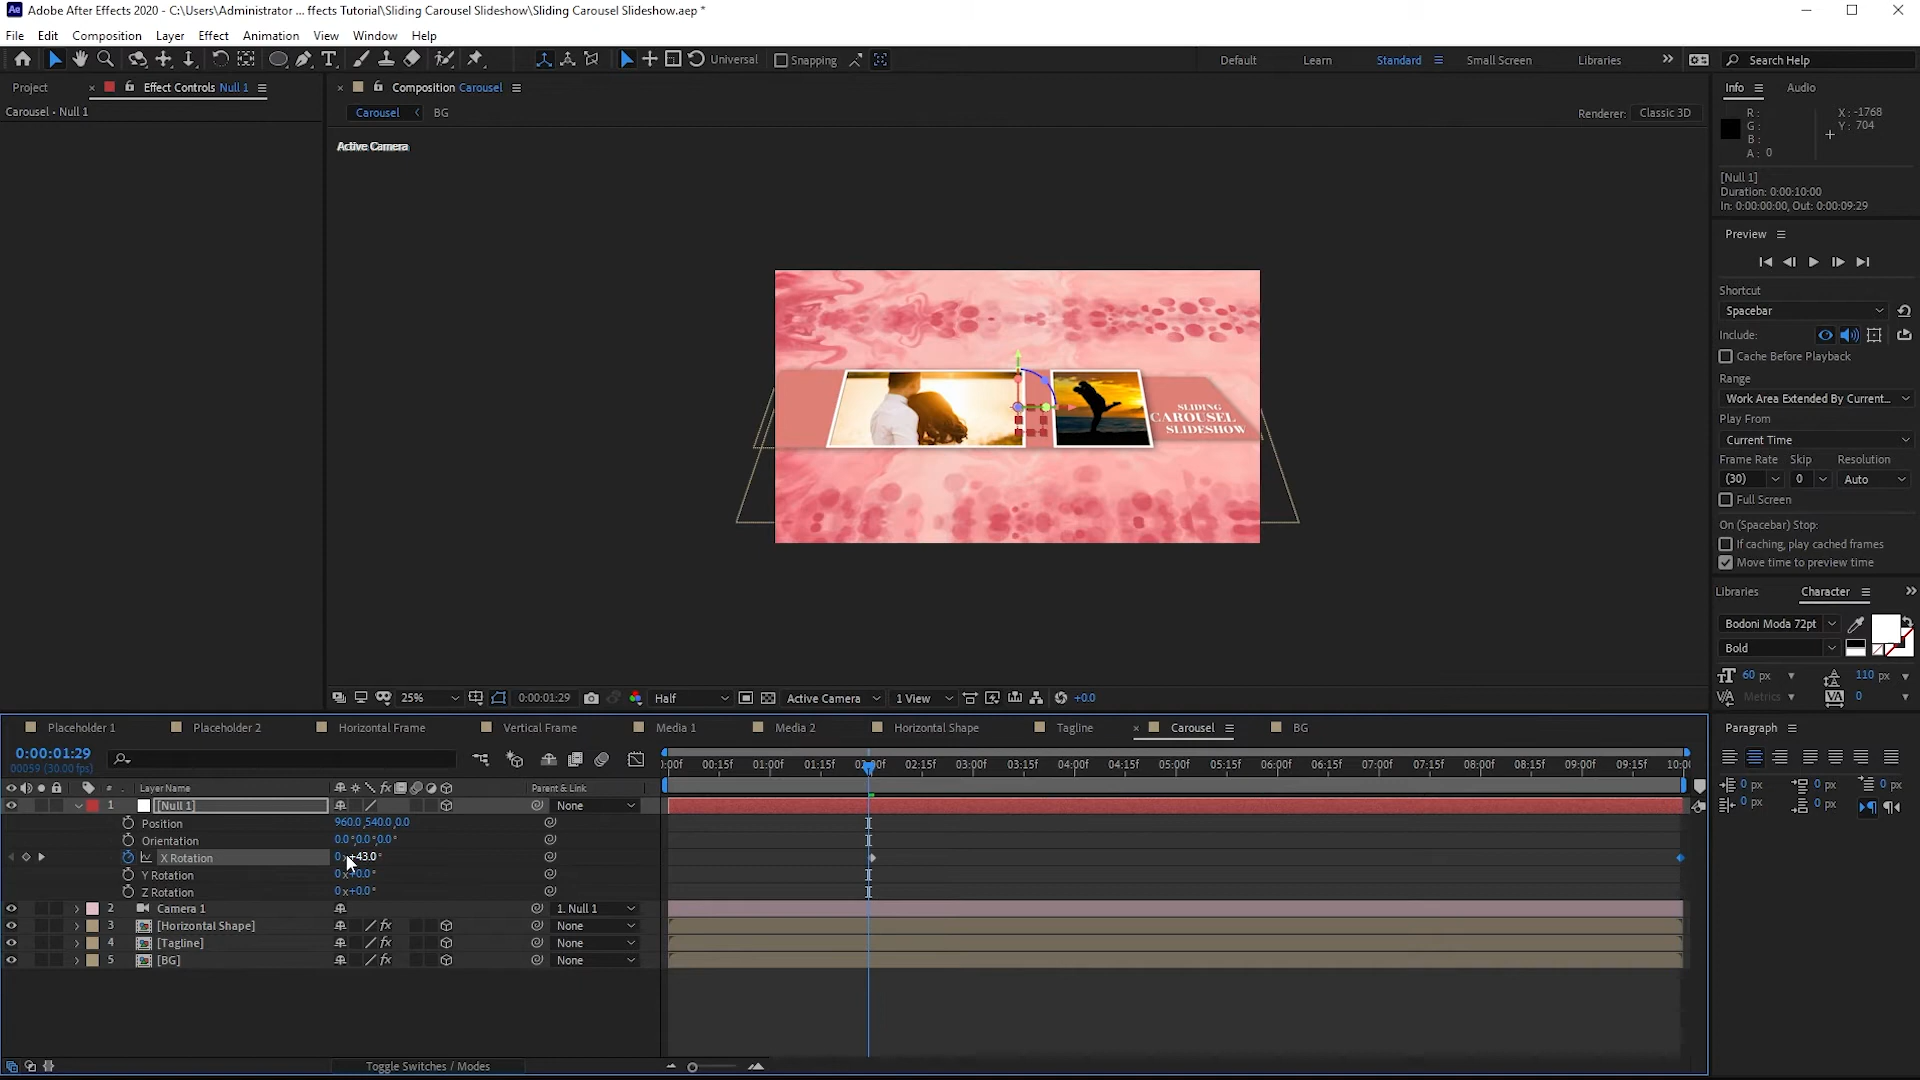 Adobe After Effects 2020 - C:\Users\Administrator ... ffects Tutorial\Sliding Carousel Slideshow\Sliding Carousel Slideshow.aep *
File Edit Composition Layer Effect Animation View Window Help
Universal Snapping Default Learn Standard Small Screen Libraries Search Help
Project Effect Controls Null 1
Composition Carousel
Info Audio
Carousel • Null 1
Carousel BG
Renderer: Classic 3D
R:
G:
B:
A: 0
X: -1768
Y: 704
Active Camera
[Null 1]
Duration: 0:00:10:00
In: 0:00:00:00, Out: 0:00:09:29
Preview
Shortcut
Spacebar
Include:
Cache Before Playback
Range
Work Area Extended By Current...
Play From
Current Time
Frame Rate Skip Resolution
(30) 0 Auto
Full Screen
On (Spacebar) Stop:
If caching, play cached frames
Move time to preview time
SLIDING
CAROUSEL
SLIDESHOW
Libraries Character
Bodoni Moda 72pt
Bold
60 px 110 px
Metrics 0
25% 0:00:01:29 Half Active Camera 1 View +0.0
Placeholder 1 Placeholder 2 Horizontal Frame Vertical Frame Media 1 Media 2 Horizontal Shape Tagline Carousel BG
Paragraph
0 px 0 px 0 px
0 px 0 px
0:00:01:29
00059 (30.00 fps)
:00f 00:15f 01:00f 01:15f 02:00f 02:15f 03:00f 03:15f 04:00f 04:15f 05:00f 05:15f 06:00f 06:15f 07:00f 07:15f 08:00f 08:15f 09:00f 09:15f 10:00
# Layer Name fx Parent & Link
1 [Null 1] None
Position 960.0,540.0,0.0
Orientation 0.0°,0.0°,0.0°
X Rotation 0 x+43.0°
Y Rotation 0 x+0.0°
Z Rotation 0 x+0.0°
2 Camera 1 1. Null 1
3 [Horizontal Shape] fx None
4 [Tagline] fx None
5 [BG] fx None
Toggle Switches / Modes